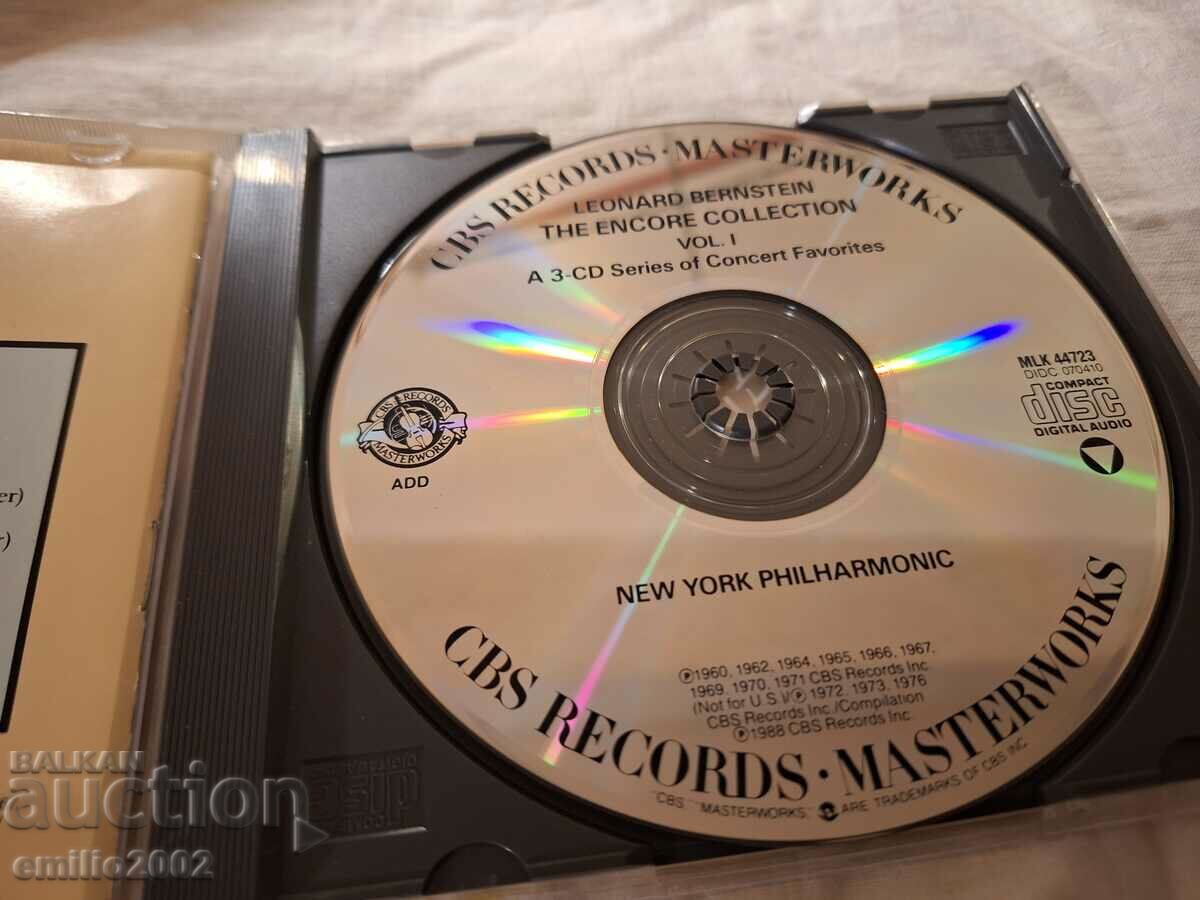 CBS RECORDS · MASTERWORKS
LEONARD BERNSTEIN
THE ENCORE COLLECTION
VOL. I
A 3-CD Series of Concert Favorites
MLK 44723
DIDC 070410
COMPACT
disc
DIGITAL AUDIO
CBS RECORDS
MASTERWORKS
ADD
NEW YORK PHILHARMONIC
℗1960, 1962, 1964, 1965, 1966, 1967,
1969, 1970, 1971 CBS Records Inc.
(Not for U.S.)/℗1972, 1973, 1976
CBS Records Inc./Compilation
℗1988 CBS Records Inc.
CBS RECORDS · MASTERWORKS
"CBS" "MASTERWORKS" ARE TRADEMARKS OF CBS INC.
er)
r)
BALKAN
auction
emilio2002